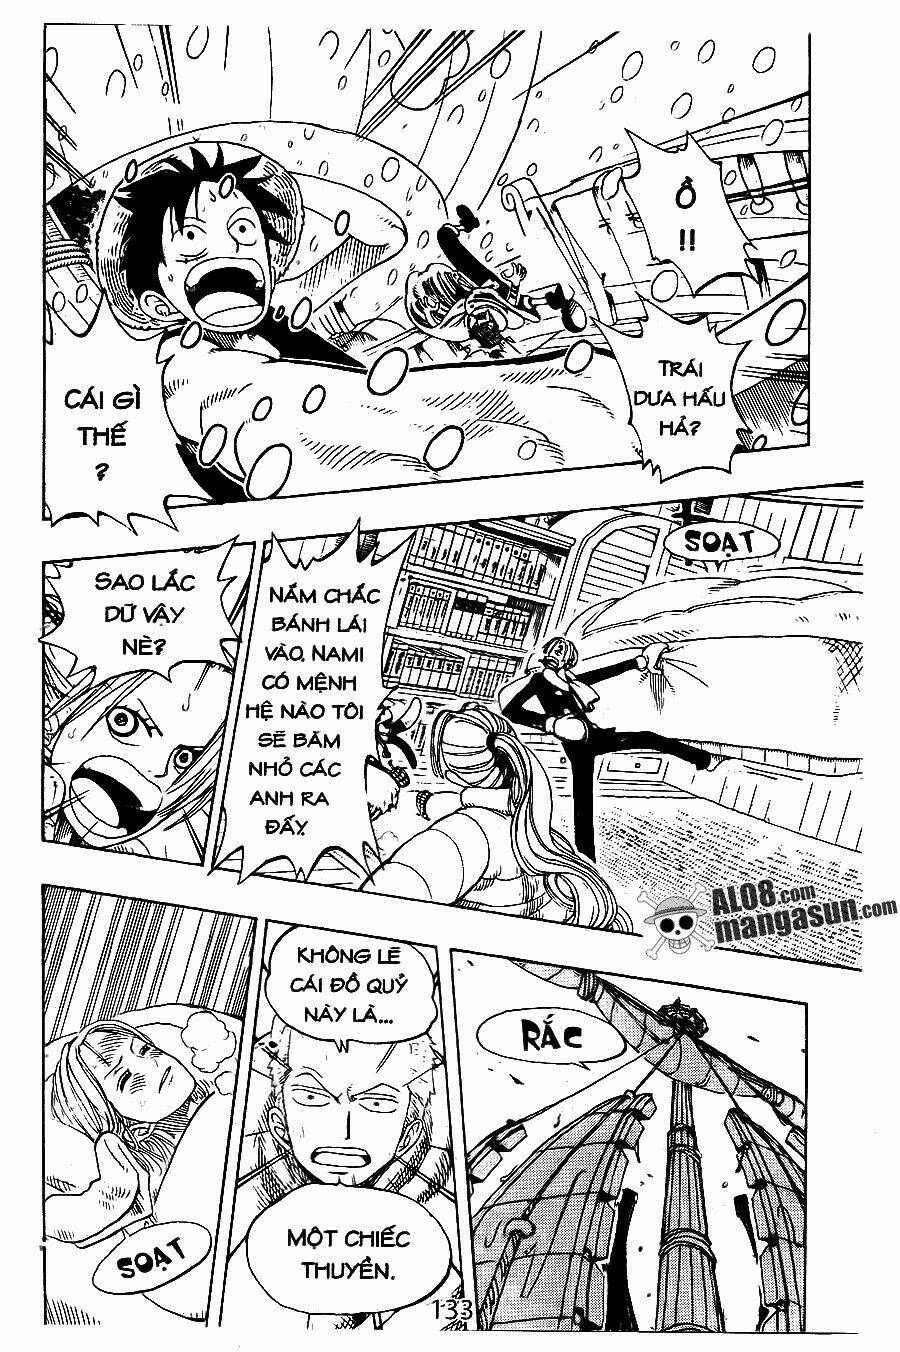 Ồ
!!
TRÁI
DƯA HẤU
HẢ?
CÁI GÌ
THẾ
?
SAO LẮC
DỮ VẬY
NÈ?
NẮM CHẮC
BÁNH LÁI
VÀO. NAMI
CÓ MỆNH
HỆ NÀO TÔI
SẼ BĂM
NHỎ CÁC
ANH RA
ĐẤY.
SOẠT
AL08.com
mangasun.com
SOẠT
KHÔNG LẼ
CÁI ĐỒ QUỶ
NÀY LÀ...
MỘT CHIẾC
THUYỀN.
RẮC
133